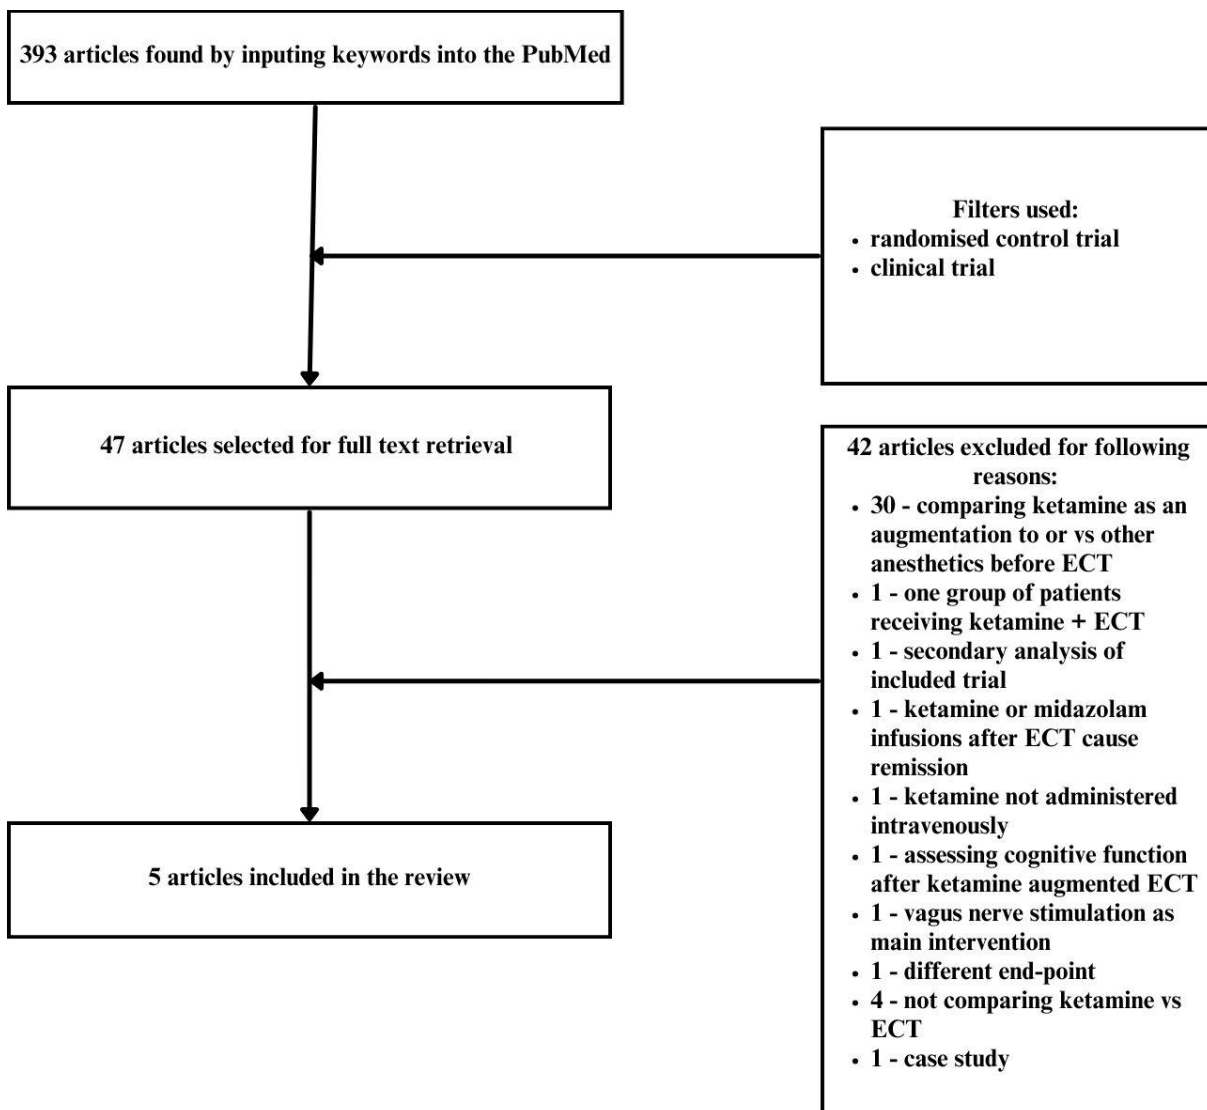 393 articles found by inputing keywords into the PubMed
Filters used:
• randomised control trial
• clinical trial
47 articles selected for full text retrieval
42 articles excluded for following
reasons:
• 30 - comparing ketamine as an
augmentation to or vs other
anesthetics before ECT
• 1 - one group of patients
receiving ketamine + ECT
• 1 - secondary analysis of
included trial
• 1 - ketamine or midazolam
infusions after ECT cause
remission
• 1 - ketamine not administered
intravenously
• 1 - assessing cognitive function
after ketamine augmented ECT
• 1 - vagus nerve stimulation as
main intervention
• 1 - different end-point
• 4 - not comparing ketamine vs
ECT
• 1 - case study
5 articles included in the review